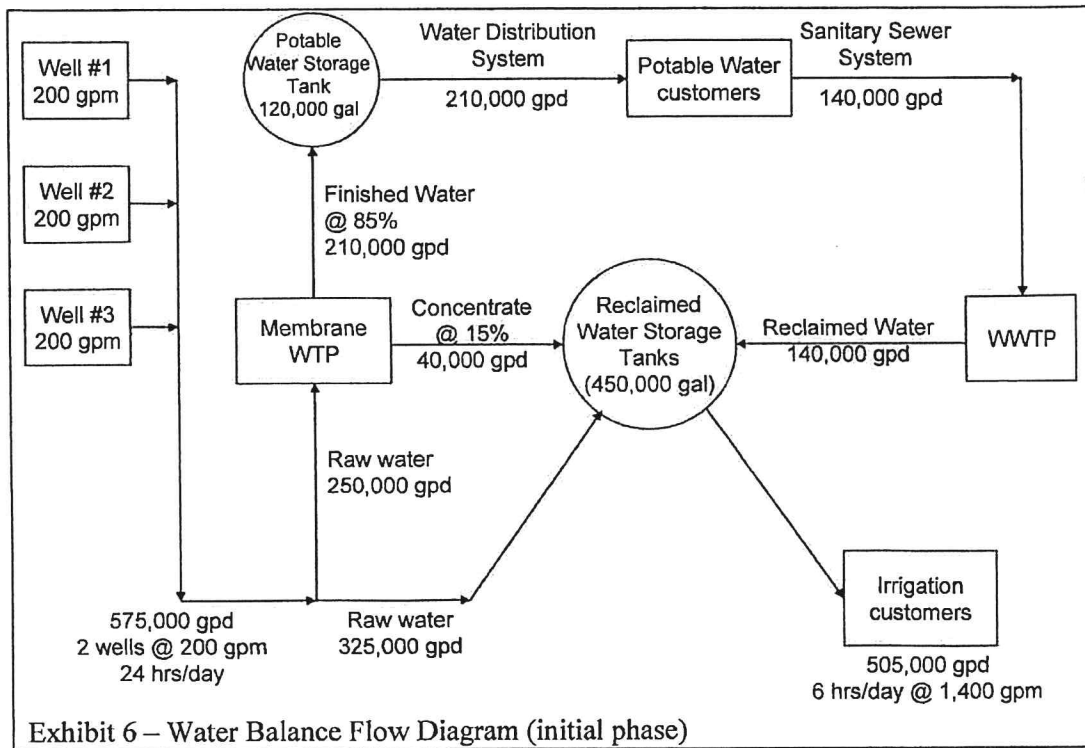 Well #1
200 gpm
Well #2
200 gpm
Well #3
200 gpm
Potable
Water Storage
Tank
120,000 gal
Water Distribution
System
210,000 gpd
Potable Water
customers
Sanitary Sewer
System
140,000 gpd
Finished Water
@ 85%
210,000 gpd
Membrane
WTP
Concentrate
@ 15%
40,000 gpd
Reclaimed
Water Storage
Tanks
(450,000 gal)
Reclaimed Water
140,000 gpd
WWTP
Raw water
250,000 gpd
575,000 gpd
2 wells @ 200 gpm
24 hrs/day
Raw water
325,000 gpd
Irrigation
customers
505,000 gpd
6 hrs/day @ 1,400 gpm
Exhibit 6 – Water Balance Flow Diagram (initial phase)